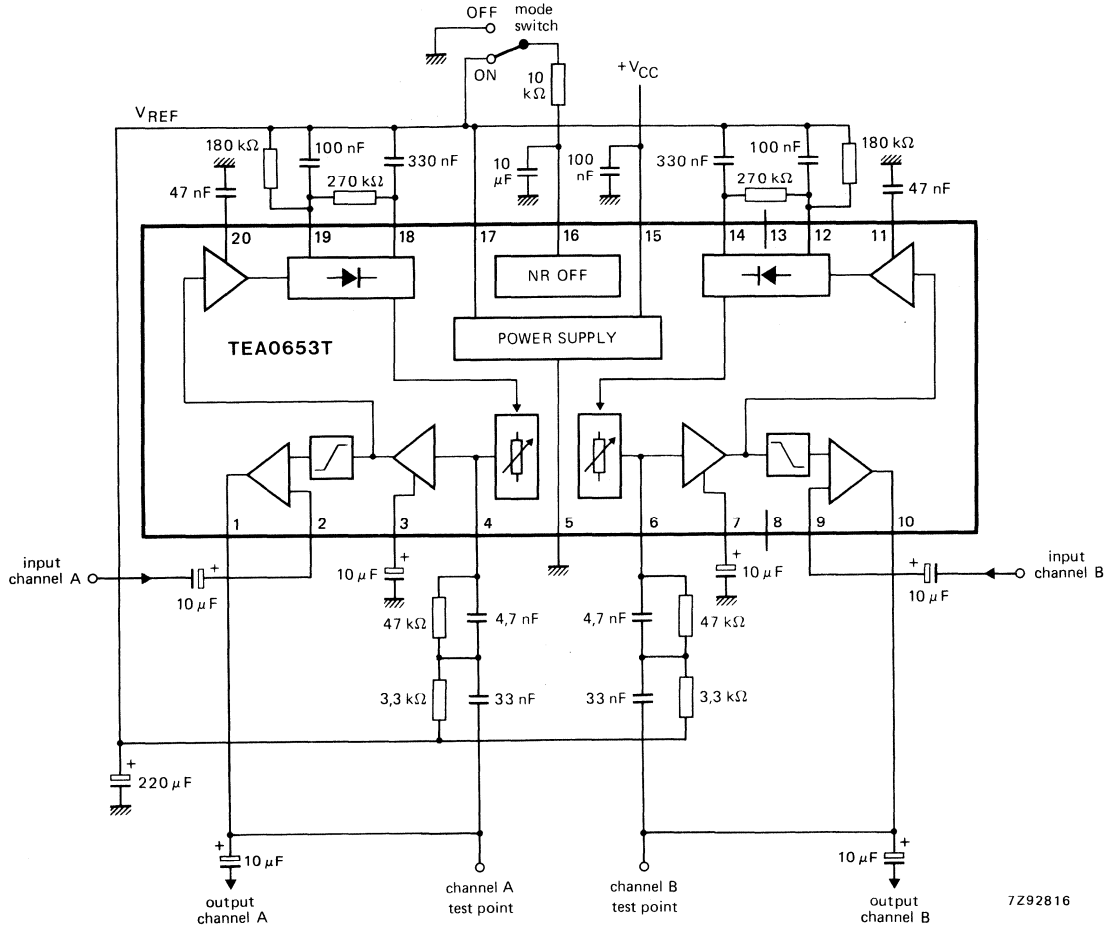 OFF
mode
switch
ON
10
kΩ
+VCC
VREF
180 kΩ
100 nF
330 nF
10
μF
100
nF
330 nF
100 nF
180 kΩ
47 nF
270 kΩ
270 kΩ
47 nF
20
19
18
17
16
15
14
13
12
11
NR OFF
POWER SUPPLY
TEA0653T
1
2
3
4
5
6
7
8
9
10
input
channel A
+
10 μF
+
10 μF
+
10 μF
+
10 μF
input
channel B
47 kΩ
4,7 nF
4,7 nF
47 kΩ
3,3 kΩ
33 nF
33 nF
3,3 kΩ
+
220 μF
+
10 μF
output
channel A
channel A
test point
channel B
test point
+
10 μF
output
channel B
7Z92816